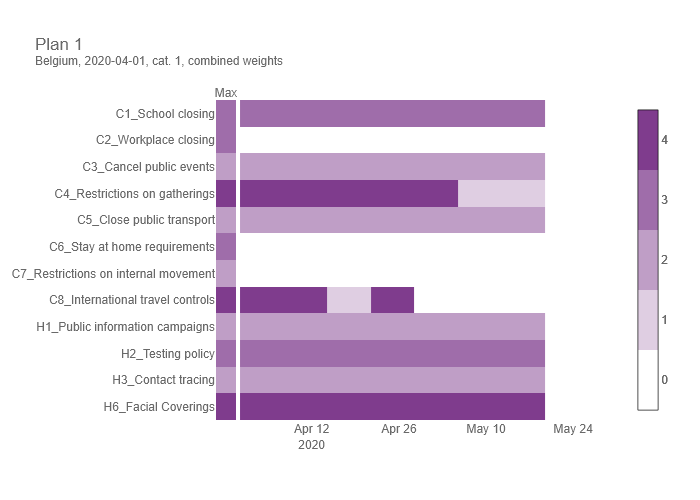 Plan 1
Belgium, 2020-04-01, cat. 1, combined weights
Max
C1_School closing
C2_Workplace closing
C3_Cancel public events
C4_Restrictions on gatherings
C5_Close public transport
C6_Stay at home requirements
C7_Restrictions on internal movement
C8_International travel controls
H1_Public information campaigns
H2_Testing policy
H3_Contact tracing
H6_Facial Coverings
Apr 12
2020
Apr 26
May 10
May 24
4
3
2
1
0